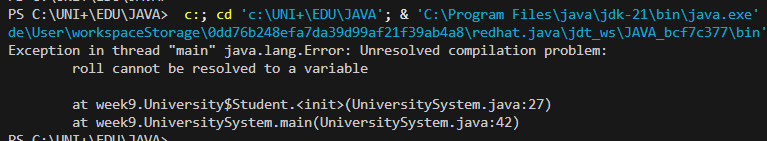 PS C:\UNI+\EDU\JAVA>  c:; cd 'c:\UNI+\EDU\JAVA'; & 'C:\Program Files\java\jdk-21\bin\java.exe'
de\User\workspaceStorage\0dd76b248efa7da39d99af21f39ab4a8\redhat.java\jdt_ws\JAVA_bcf7c377\bin'
Exception in thread "main" java.lang.Error: Unresolved compilation problem:
        roll cannot be resolved to a variable
        at week9.University$Student.<init>(UniversitySystem.java:27)
        at week9.UniversitySystem.main(UniversitySystem.java:42)
PS C:\UNI+\EDU\JAVA>